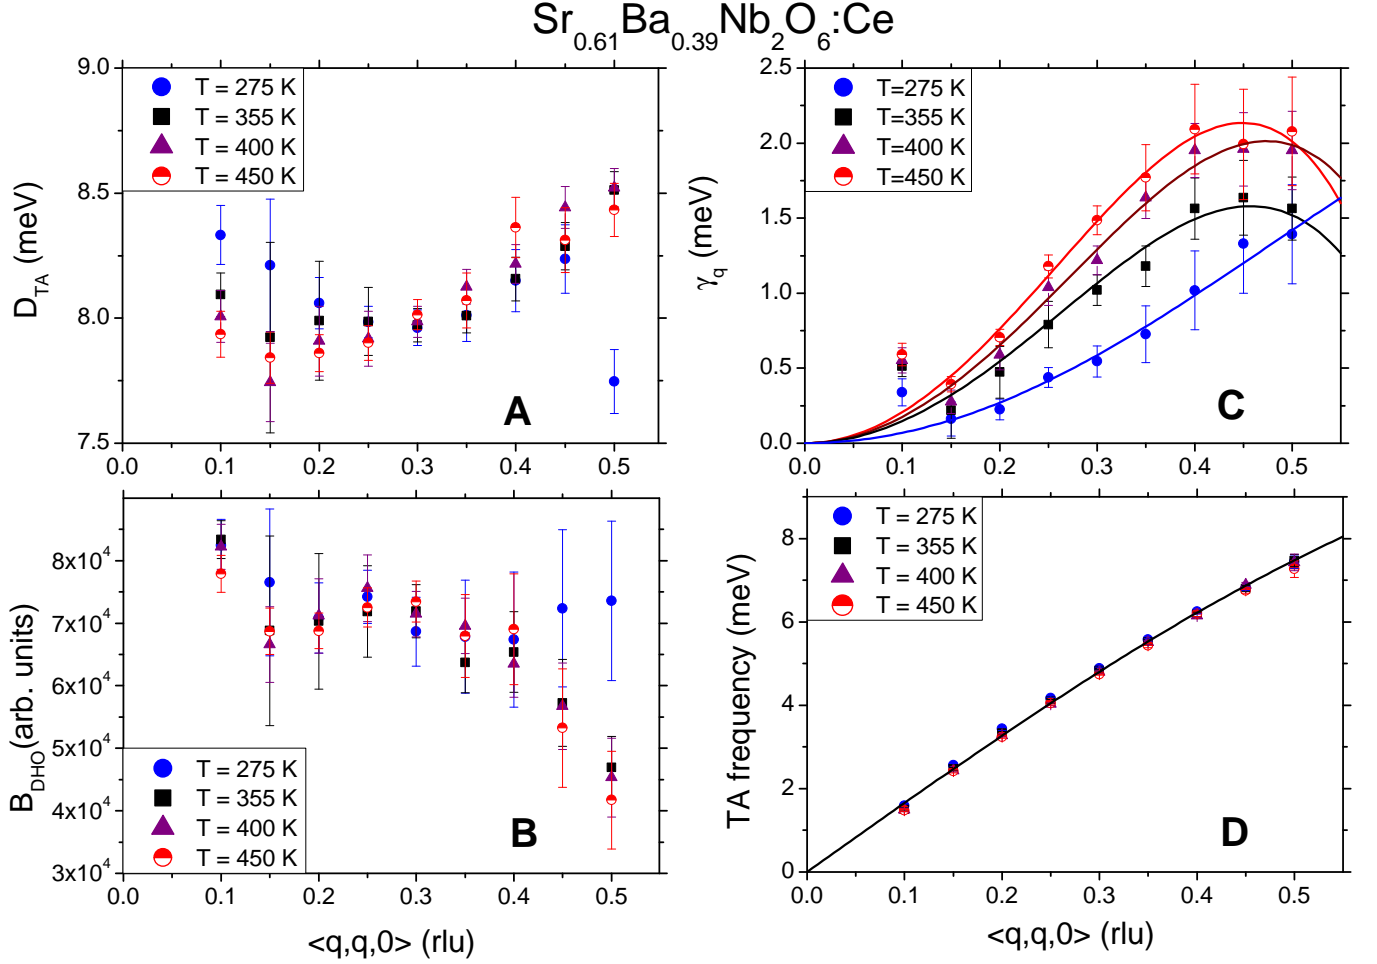 Sr0.61Ba0.39Nb2O6:Ce
9.0
8.5
8.0
7.5
DTA (meV)
T = 275 K
T = 355 K
T = 400 K
T = 450 K
A
0.0 0.1 0.2 0.3 0.4 0.5
2.5
2.0
1.5
1.0
0.5
0.0
γq (meV)
T=275 K
T=355K
T=400 K
T=450K
C
0.0 0.1 0.2 0.3 0.4 0.5
8x10^4
7x10^4
6x10^4
5x10^4
4x10^4
3x10^4
BDHO(arb. units)
T = 275 K
T = 355 K
T = 400 K
T = 450 K
B
0.0 0.1 0.2 0.3 0.4 0.5
<q,q,0> (rlu)
8
6
4
2
0
TA frequency (meV)
T = 275 K
T = 355 K
T = 400 K
T = 450 K
D
0.0 0.1 0.2 0.3 0.4 0.5
<q,q,0> (rlu)